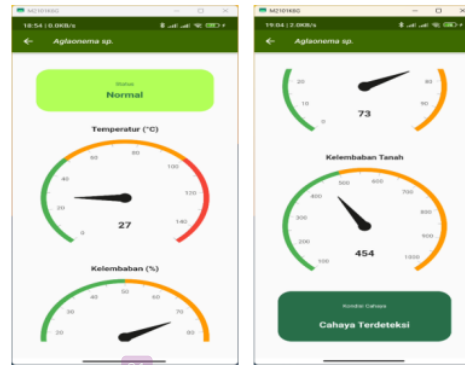 M2101K6G
18:54 | 0.0KB/s
Aglaonema sp.
Status
Normal
Temperatur (°C)
0
20
40
60
80
100
120
140
27
Kelembaban (%)
20
30
40
50
60
70
80
M2101K6G
19:04 | 2.0KB/s
Aglaonema sp.
0
10
20
80
90
73
Kelembaban Tanah
100
200
300
400
500
600
700
800
900
1000
454
Kondisi Cahaya
Cahaya Terdeteksi